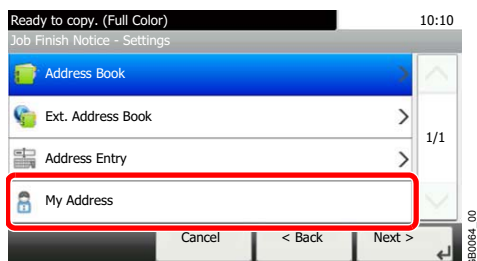 Ready to copy. (Full Color) 10:10
Job Finish Notice - Settings
Address Book
Ext. Address Book
1/1
Address Entry
My Address
Cancel < Back Next >